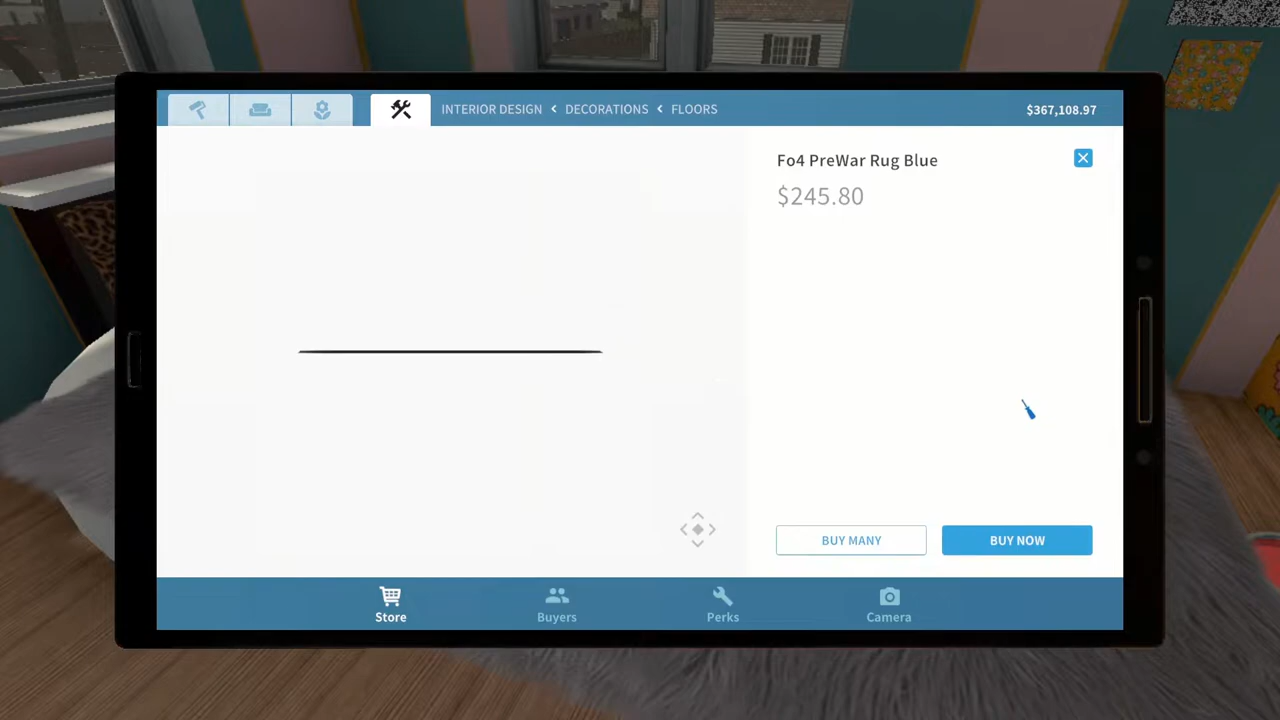 INTERIOR DESIGN < DECORATIONS < FLOORS
$367,108.97
Fo4 PreWar Rug Blue
$245.80
BUY MANY
BUY NOW
Store
Buyers
Perks
Camera